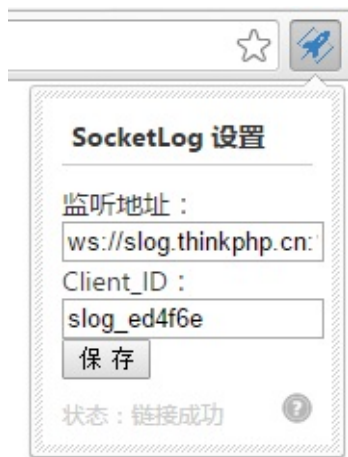 SocketLog 设置
监听地址：
ws://slog.thinkphp.cn:
Client_ID：
slog_ed4f6e
保 存
状态：链接成功
?